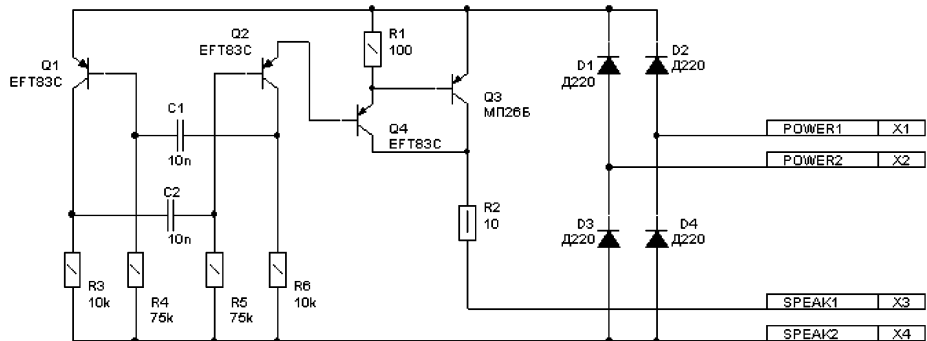 Q1
EFT83C
Q2
EFT83C
R1
100
Q3
МП26Б
Q4
EFT83C
C1
10n
C2
10n
R2
10
R3
10k
R4
75k
R5
75k
R6
10k
D1
Д220
D2
Д220
D3
Д220
D4
Д220
POWER1 X1
POWER2 X2
SPEAK1 X3
SPEAK2 X4